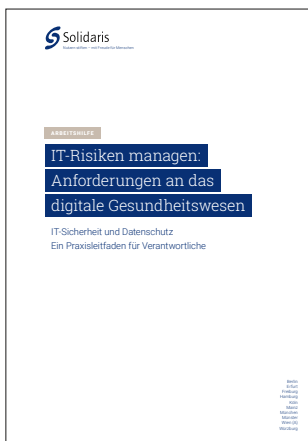 Solidaris
ARBEITSHILFE
IT-Risiken managen:
Anforderungen an das
digitale Gesundheitswesen
IT-Sicherheit und Datenschutz
Ein Praxisleitfaden für Verantwortliche
Berlin
Erfurt
Freiburg
Hamburg
Köln
Mainz
München
Münster
Wien (A)
Würzburg